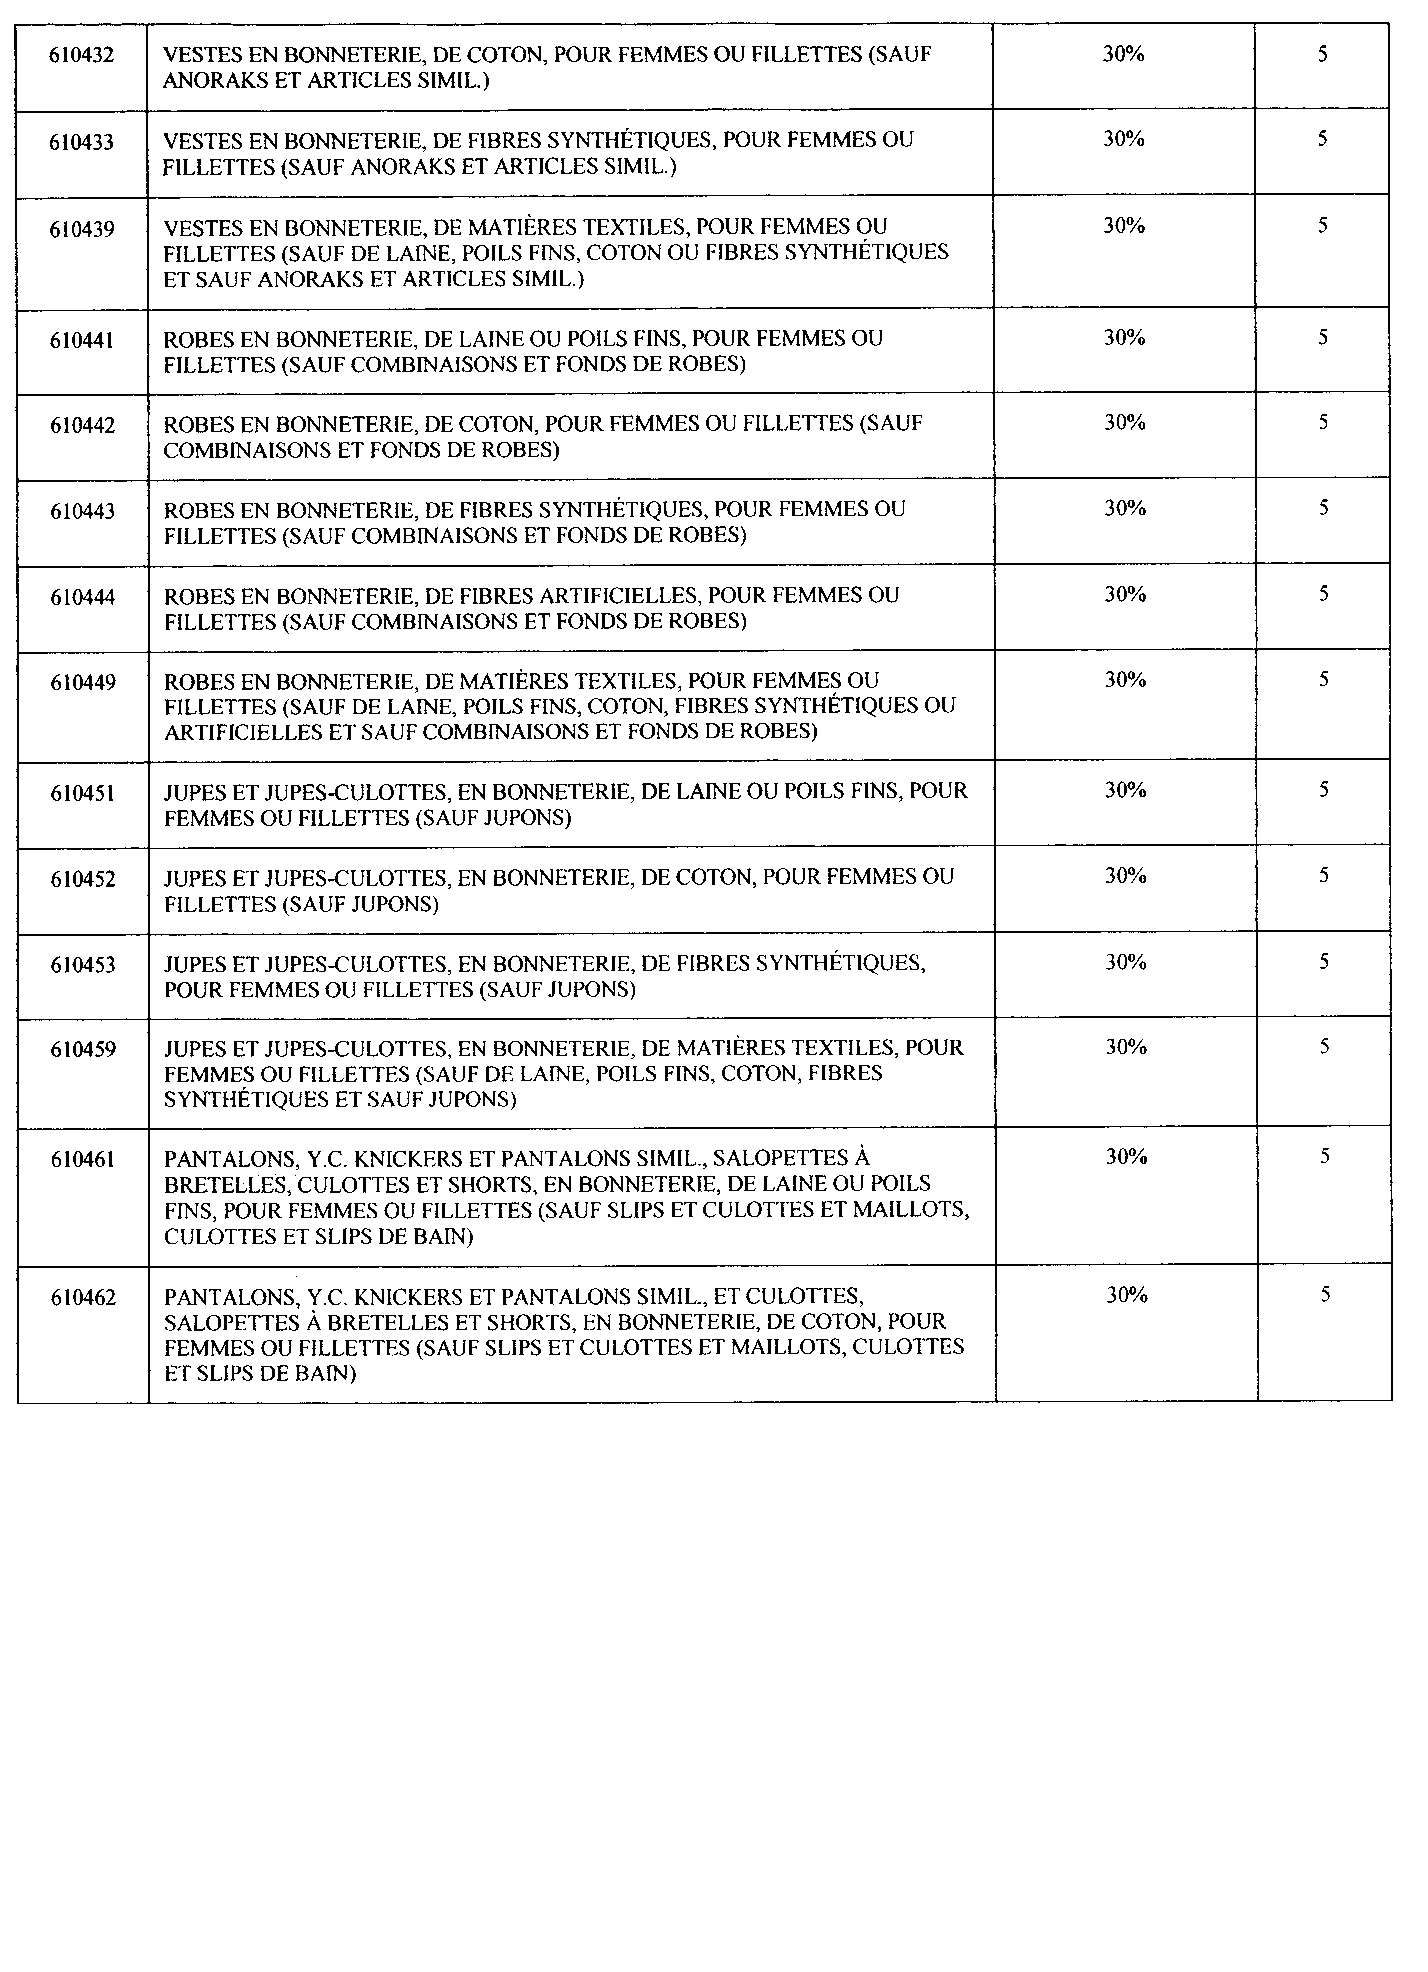 610432 VESTES EN BONNETERIE, DE COTON, POUR FEMMES OU FILLETTES (SAUF 30% 5
ANORAKS ET ARTICLES SIMIL.)
610433 VESTES EN BONNETERIE, DE FIBRES SYNTHÉTIQUES, POUR FEMMES OU 30% 5
FILLETTES (SAUF ANORAKS ET ARTICLES SIMIL.)
610439 VESTES EN BONNETERIE, DE MATIÈRES TEXTILES, POUR FEMMES OU 30% 5
FILLETTES (SAUF DE LAINE, POILS FINS, COTON OU FIBRES SYNTHÉTIQUES
ET SAUF ANORAKS ET ARTICLES SIMIL.)
610441 ROBES EN BONNETERIE, DE LAINE OU POILS FINS, POUR FEMMES OU 30% 5
FILLETTES (SAUF COMBINAISONS ET FONDS DE ROBES)
610442 ROBES EN BONNETERIE, DE COTON, POUR FEMMES OU FILLETTES (SAUF 30% 5
COMBINAISONS ET FONDS DE ROBES)
610443 ROBES EN BONNETERIE, DE FIBRES SYNTHÉTIQUES, POUR FEMMES OU 30% 5
FILLETTES (SAUF COMBINAISONS ET FONDS DE ROBES)
610444 ROBES EN BONNETERIE, DE FIBRES ARTIFICIELLES, POUR FEMMES OU 30% 5
FILLETTES (SAUF COMBINAISONS ET FONDS DE ROBES)
610449 ROBES EN BONNETERIE, DE MATIÈRES TEXTILES, POUR FEMMES OU 30% 5
FILLETTES (SAUF DE LAINE, POILS FINS, COTON, FIBRES SYNTHÉTIQUES OU
ARTIFICIELLES ET SAUF COMBINAISONS ET FONDS DE ROBES)
610451 JUPES ET JUPES-CULOTTES, EN BONNETERIE, DE LAINE OU POILS FINS, POUR 30% 5
FEMMES OU FILLETTES (SAUF JUPONS)
610452 JUPES ET JUPES-CULOTTES, EN BONNETERIE, DE COTON, POUR FEMMES OU 30% 5
FILLETTES (SAUF JUPONS)
610453 JUPES ET JUPES-CULOTTES, EN BONNETERIE, DE FIBRES SYNTHÉTIQUES, 30% 5
POUR FEMMES OU FILLETTES (SAUF JUPONS)
610459 JUPES ET JUPES-CULOTTES, EN BONNETERIE, DE MATIÈRES TEXTILES, POUR 30% 5
FEMMES OU FILLETTES (SAUF DE LAINE, POILS FINS, COTON, FIBRES
SYNTHÉTIQUES ET SAUF JUPONS)
610461 PANTALONS, Y.C. KNICKERS ET PANTALONS SIMIL., SALOPETTES À 30% 5
BRETELLES, CULOTTES ET SHORTS, EN BONNETERIE, DE LAINE OU POILS
FINS, POUR FEMMES OU FILLETTES (SAUF SLIPS ET CULOTTES ET MAILLOTS,
CULOTTES ET SLIPS DE BAIN)
610462 PANTALONS, Y.C. KNICKERS ET PANTALONS SIMIL., ET CULOTTES, 30% 5
SALOPETTES À BRETELLES ET SHORTS, EN BONNETERIE, DE COTON, POUR
FEMMES OU FILLETTES (SAUF SLIPS ET CULOTTES ET MAILLOTS, CULOTTES
ET SLIPS DE BAIN)